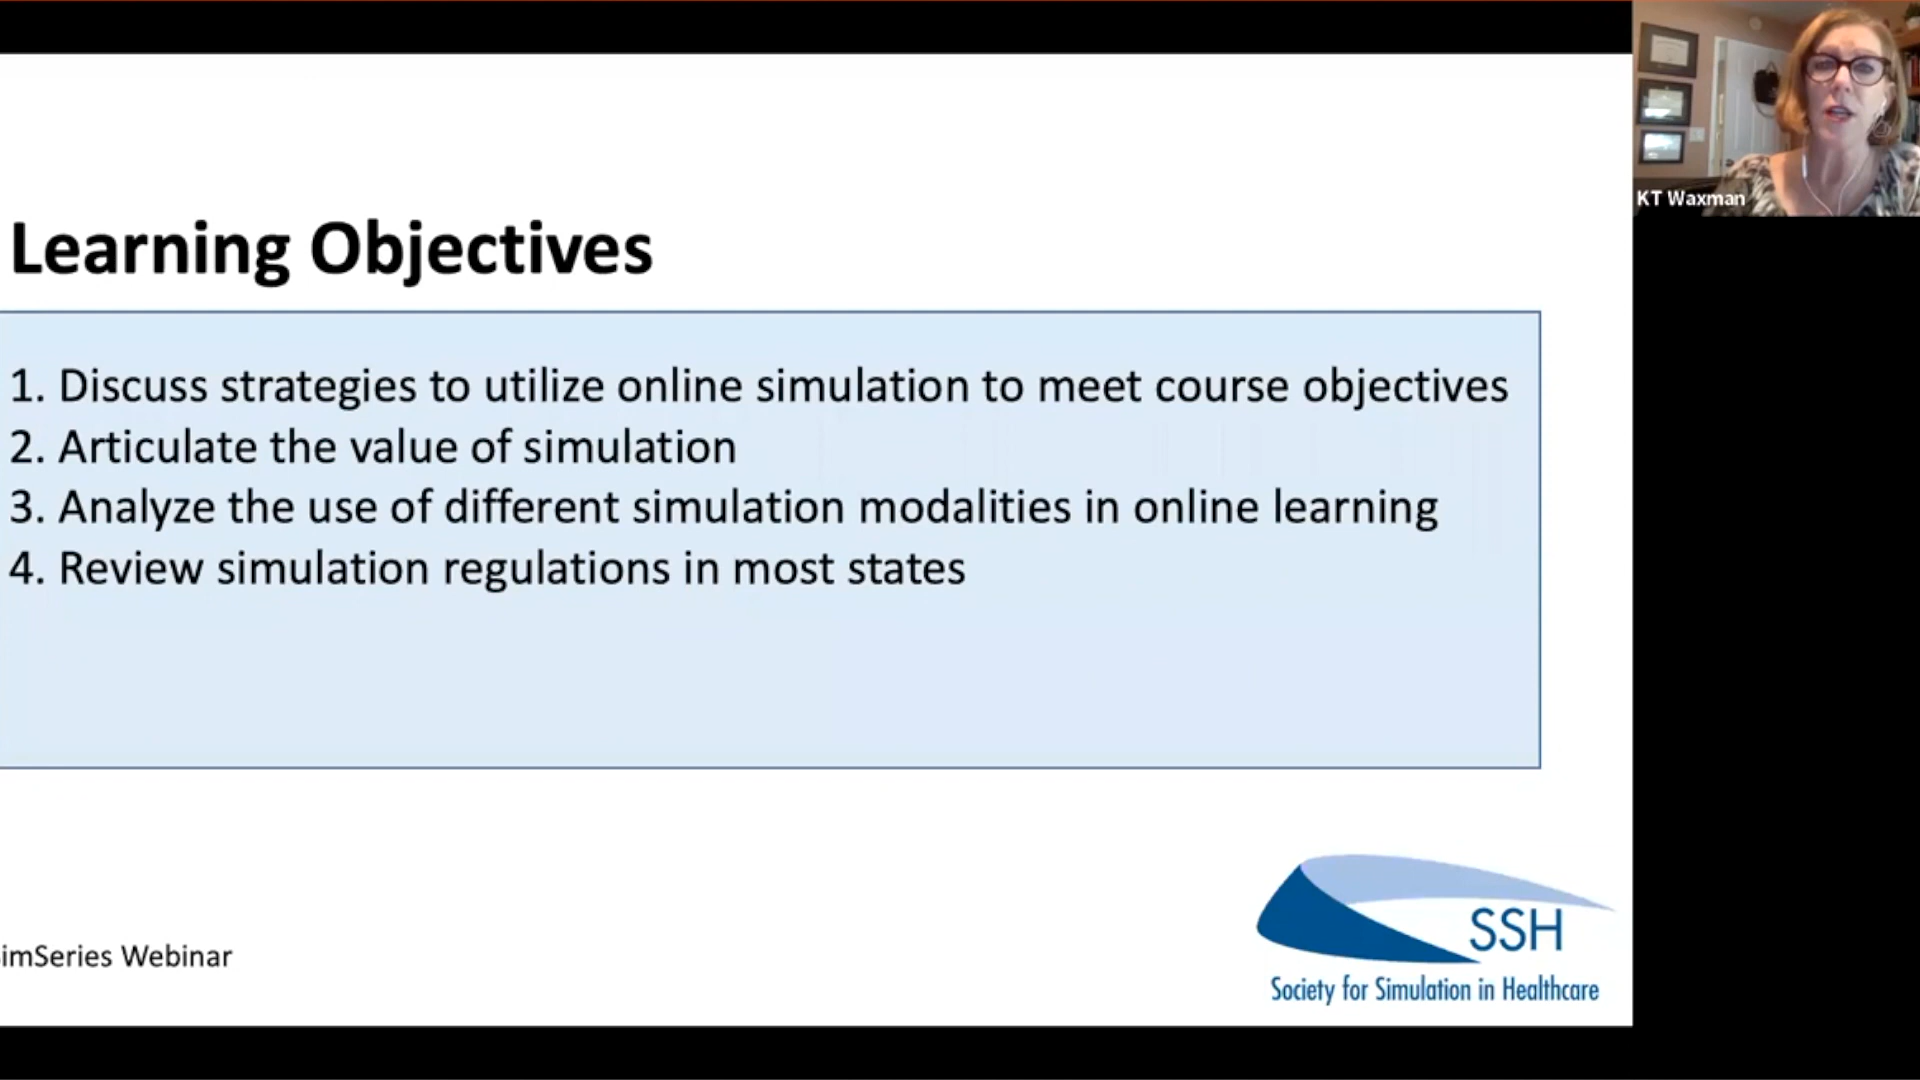 KT Waxman
Learning Objectives
1. Discuss strategies to utilize online simulation to meet course objectives
2. Articulate the value of simulation
3. Analyze the use of different simulation modalities in online learning
4. Review simulation regulations in most states
imSeries Webinar
SSH
Society for Simulation in Healthcare